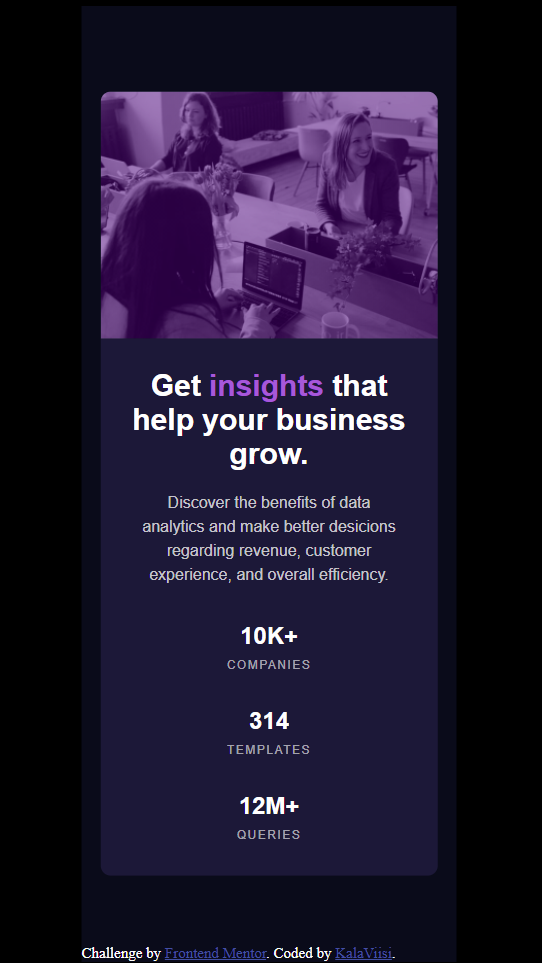 Get insights that
help your business
grow.
Discover the benefits of data
analytics and make better desicions
regarding revenue, customer
experience, and overall efficiency.
10K+
COMPANIES
314
TEMPLATES
12M+
QUERIES
Challenge by Frontend Mentor. Coded by KalaViisi.